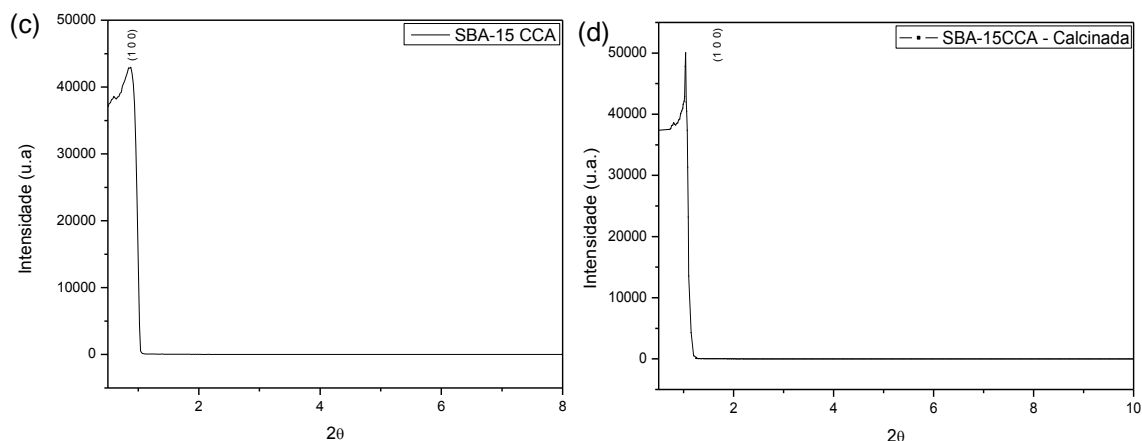 (c)
50000
40000
30000
20000
10000
0
Intensidade (u.a)
2
4
6
8
2θ
(1 0 0)
SBA-15 CCA
(d)
50000
40000
30000
20000
10000
0
Intensidade (u.a.)
2
4
6
8
10
2θ
(1 0 0)
SBA-15CCA - Calcinada